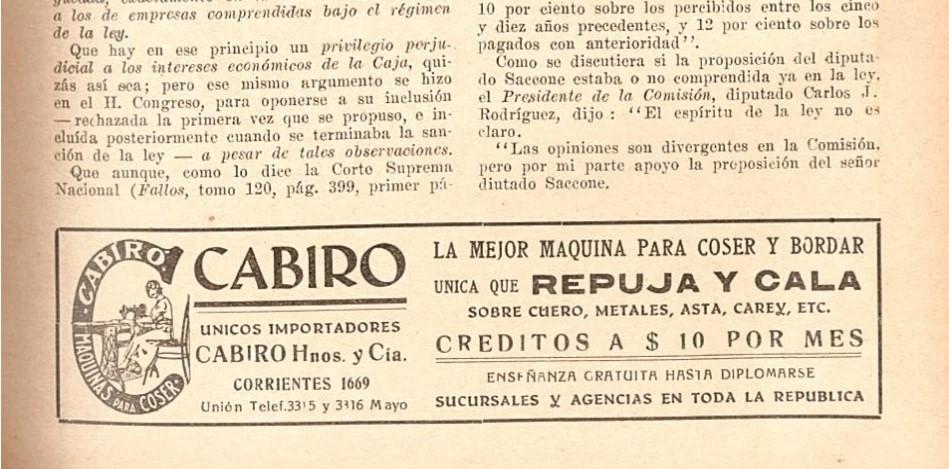 a los de empresas comprendidas bajo el régimen
de la ley.
Que hay en ese principio un privilegio perju-
dicial a los intereses económicos de la Caja, qui-
zás así sea; pero ese mismo argumento se hizo
en el H. Congreso, para oponerse a su inclusión
—rechazada la primera vez que se propuso, e in-
cluída posteriormente cuando se terminaba la san-
ción de la ley — a pesar de tales observaciones.
Que aunque, como lo dice la Corte Suprema
Nacional (Fallos, tomo 120, pág. 399, primer pá-
10 por ciento sobre los percibidos entre los cinco
y diez años precedentes, y 12 por ciento sobre los
pagados con anterioridad".
Como se discutiera si la proposición del diputa-
do Saccone estaba o no comprendida ya en la ley,
el Presidente de la Comisión, diputado Carlos J.
Rodríguez, dijo: "El espíritu de la ley no es
claro.
"Las opiniones son divergentes en la Comisión,
pero por mi parte apoyo la proposición del señor
diutado Saccone.
CABIRO.
MAQUINAS PARA COSER
CABIRO
UNICOS IMPORTADORES
CABIRO Hnos. y Cía.
CORRIENTES 1669
Unión Telef. 3315 y 3316 Mayo
LA MEJOR MAQUINA PARA COSER Y BORDAR
UNICA QUE REPUJA Y CALA
SOBRE CUERO, METALES, ASTA, CAREY, ETC.
CREDITOS A $ 10 POR MES
ENSEÑANZA GRATUITA HASTA DIPLOMARSE
SUCURSALES Y AGENCIAS EN TODA LA REPUBLICA